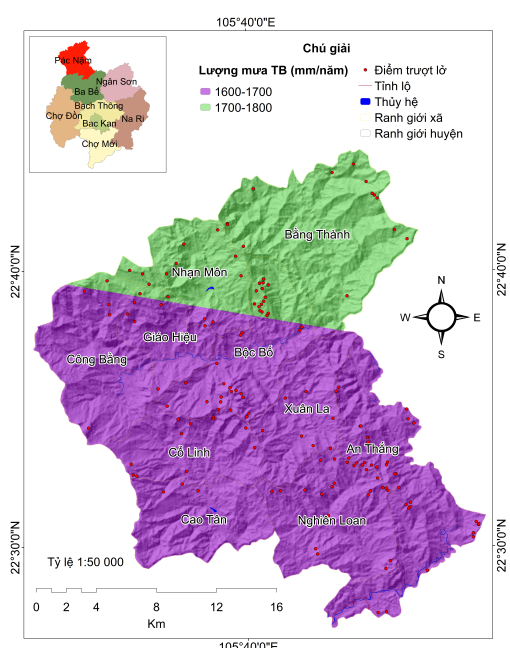 105°40'0"E
Pác Nặm
Ngân Sơn
Ba Bể
Bạch Thông
Chợ Đồn
Bắc Kạn
Na Rì
Chợ Mới
Chú giải
Lượng mưa TB (mm/năm)
1600-1700
1700-1800
Điểm trượt lở
Tỉnh lộ
Thủy hệ
Ranh giới xã
Ranh giới huyện
22°40'0"N
22°40'0"N
Bằng Thành
Nhạn Môn
N
W
E
S
Giáo Hiệu
Bộc Bố
Công Bằng
Xuân La
An Thắng
Cổ Linh
Cao Tân
Nghiên Loan
22°30'0"N
22°30'0"N
Tỷ lệ 1:50 000
0 2 4 8 12 16
Km
105°40'0"E